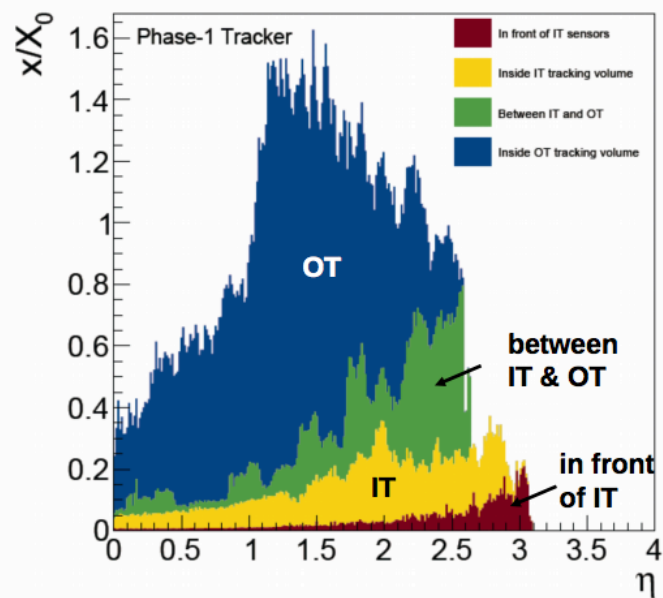 x/X0
1.6
1.4
1.2
1
0.8
0.6
0.4
0.2
0
Phase-1 Tracker
In front of IT sensors
Inside IT tracking volume
Between IT and OT
Inside OT tracking volume
OT
between
IT & OT
IT
in front
of IT
0 0.5 1 1.5 2 2.5 3 3.5 4
η